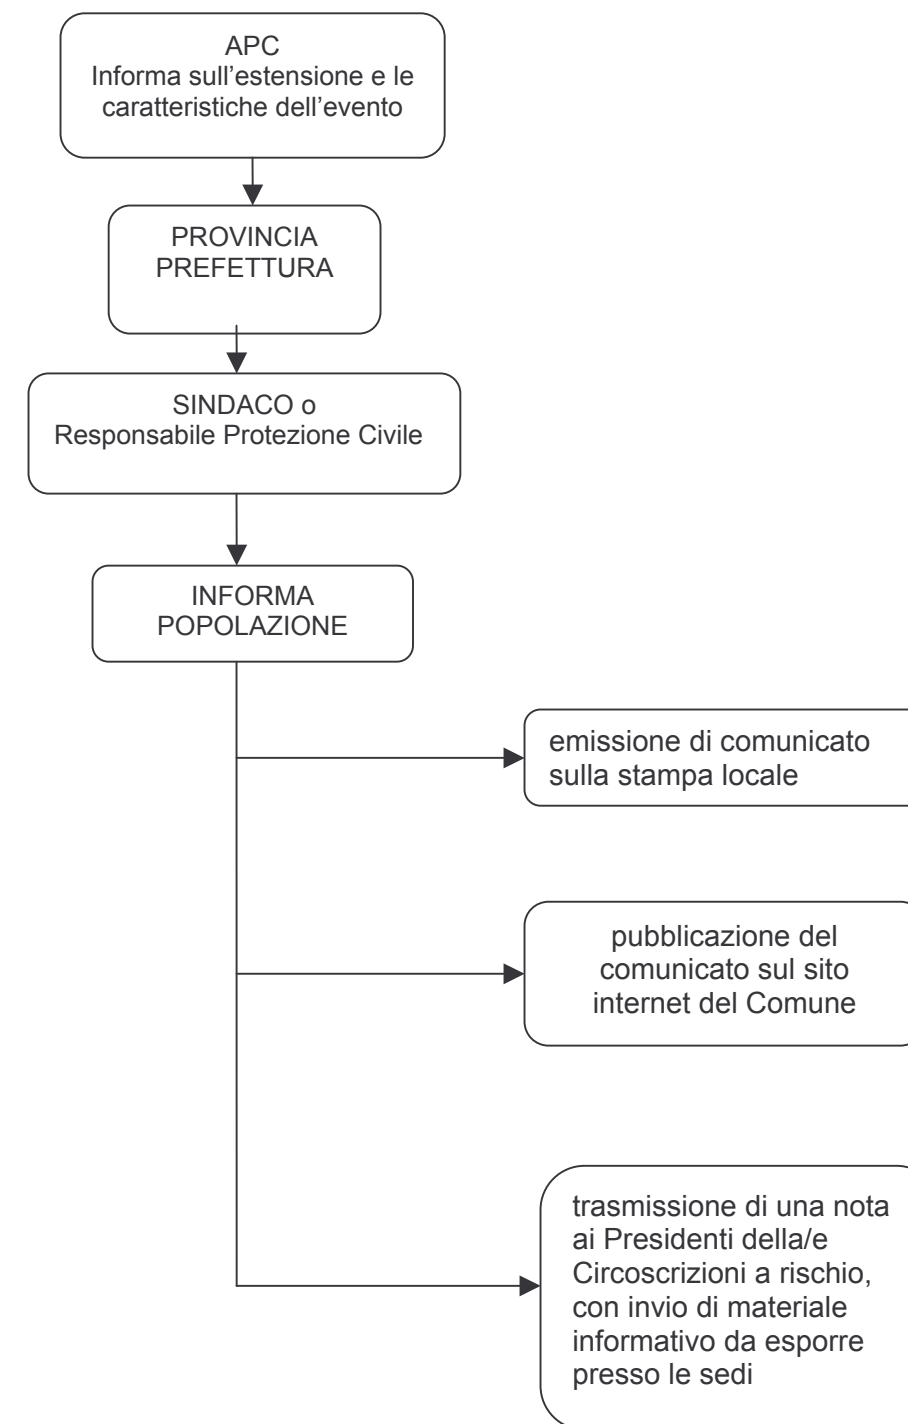 APC
Informa sull’estensione e le
caratteristiche dell’evento
PROVINCIA
PREFETTURA
SINDACO o
Responsabile Protezione Civile
INFORMA
POPOLAZIONE
emissione di comunicato
sulla stampa locale
pubblicazione del
comunicato sul sito
internet del Comune
trasmissione di una nota
ai Presidenti della/e
Circoscrizioni a rischio,
con invio di materiale
informativo da esporre
presso le sedi